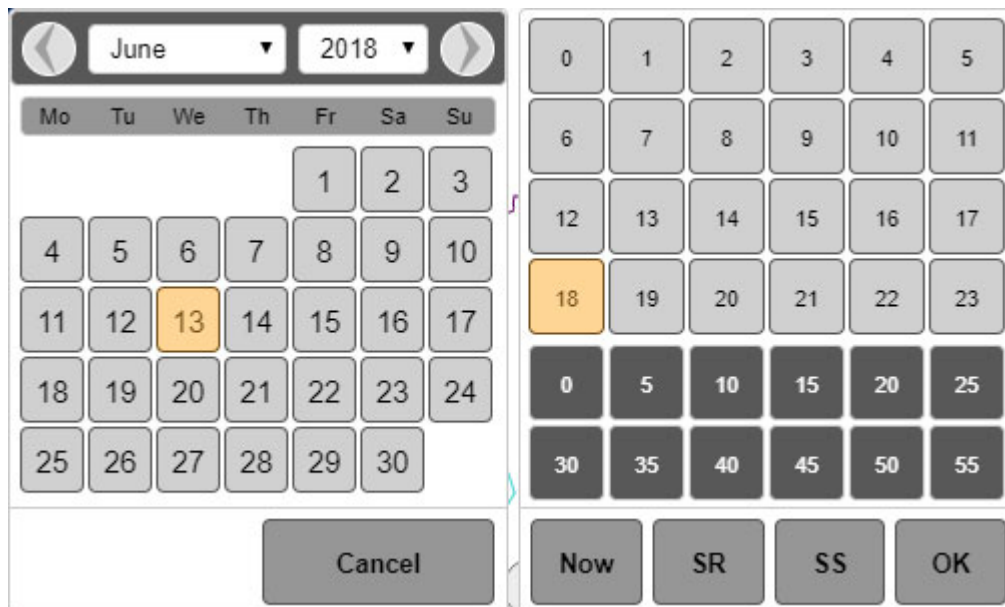 June 2018
Mo Tu We Th Fr Sa Su
1 2 3
4 5 6 7 8 9 10
11 12 13 14 15 16 17
18 19 20 21 22 23 24
25 26 27 28 29 30
Cancel
0 1 2 3 4 5
6 7 8 9 10 11
12 13 14 15 16 17
18 19 20 21 22 23
0 5 10 15 20 25
30 35 40 45 50 55
Now SR SS OK